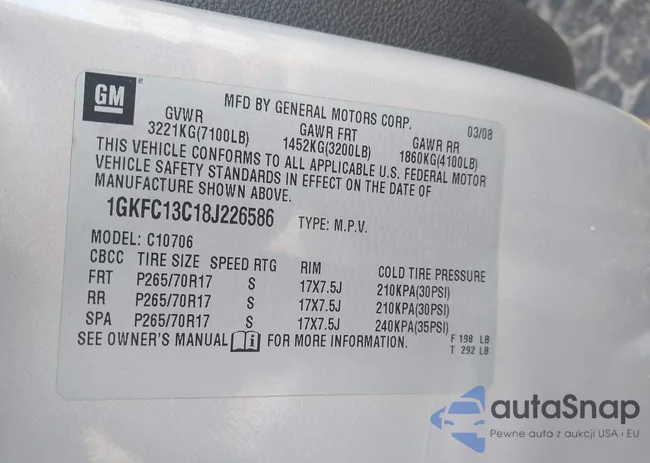 GM
MFD BY GENERAL MOTORS CORP. 03/08
GVWR GAWR FRT GAWR RR
3221KG(7100LB) 1452KG(3200LB) 1860KG(4100LB)
THIS VEHICLE CONFORMS TO ALL APPLICABLE U.S. FEDERAL MOTOR
VEHICLE SAFETY STANDARDS IN EFFECT ON THE DATE OF
MANUFACTURE SHOWN ABOVE.
1GKFC13C18J226586 TYPE: M.P.V.
MODEL: C10706
CBCC TIRE SIZE SPEED RTG RIM COLD TIRE PRESSURE
FRT P265/70R17 S 17X7.5J 210KPA(30PSI)
RR P265/70R17 S 17X7.5J 210KPA(30PSI)
SPA P265/70R17 S 17X7.5J 240KPA(35PSI)
SEE OWNER'S MANUAL FOR MORE INFORMATION.
F 198 LB
T 292 LB
autoSnap
Pewne auta z aukcji USA i EU